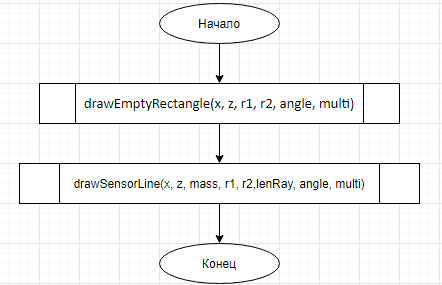 Начало
drawEmptyRectangle(x, z, r1, r2, angle, multi)
drawSensorLine(x, z, mass, r1, r2,lenRay, angle, multi)
Конец